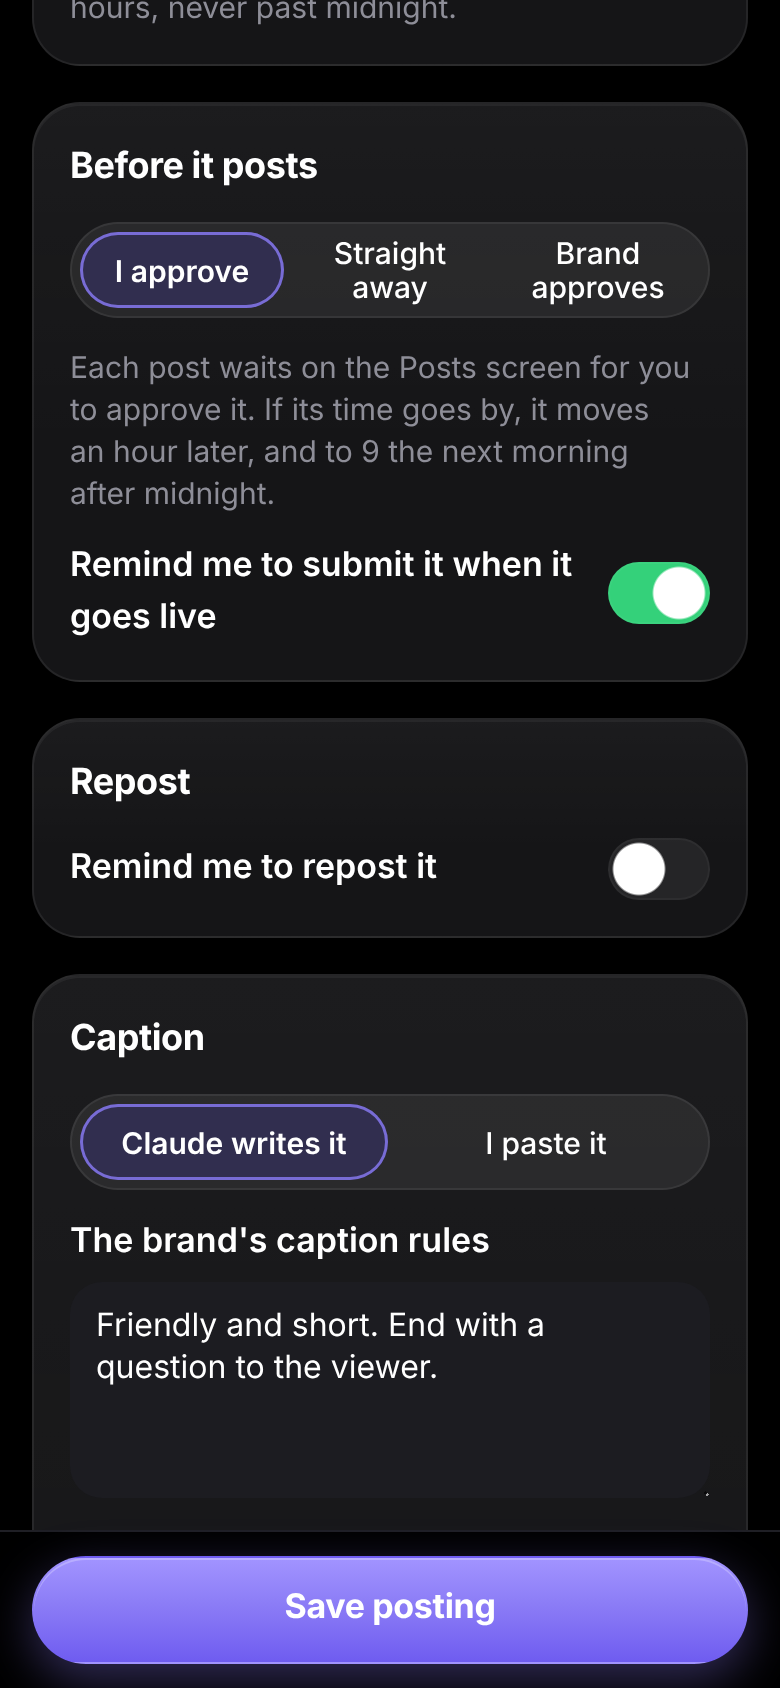 hours, never past midnight.
Before it posts
I approve
Straight
away
Brand
approves
Each post waits on the Posts screen for you
to approve it. If its time goes by, it moves
an hour later, and to 9 the next morning
after midnight.
Remind me to submit it when it
goes live
Repost
Remind me to repost it
Caption
Claude writes it
I paste it
The brand's caption rules
Friendly and short. End with a
question to the viewer.
Save posting